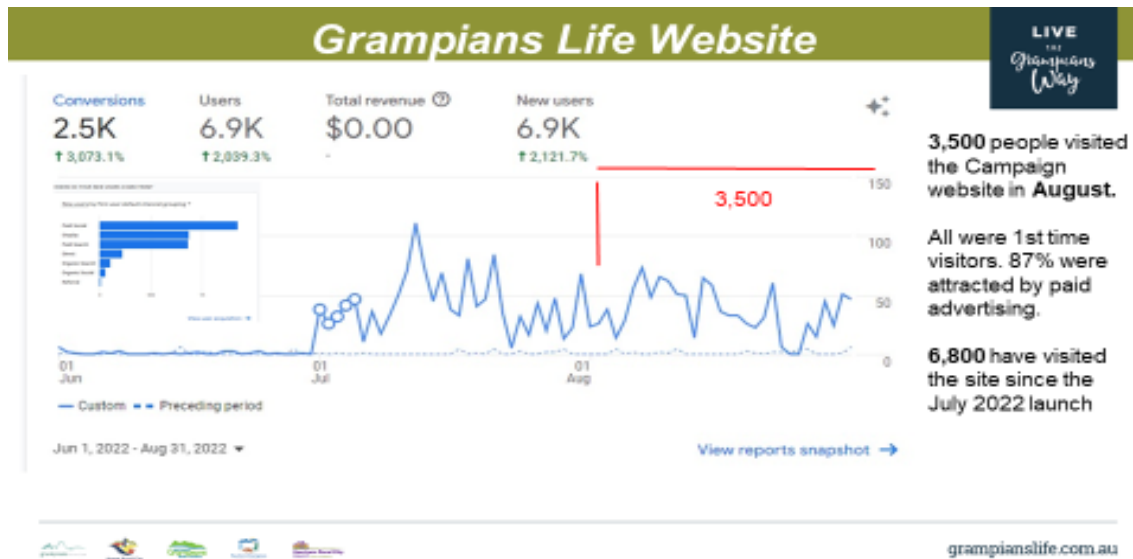 Grampians Life Website
LIVE
THE
Grampians
Way
Conversions
Users
Total revenue
New users
2.5K
6.9K
$0.00
6.9K
↑ 3,073.1%
↑ 2,039.3%
-
↑ 2,121.7%
3,500
150
100
50
0
01
Jun
01
Jul
01
Aug
Custom
Preceding period
Jun 1, 2022 - Aug 31, 2022
View reports snapshot →
3,500 people visited
the Campaign
website in August.
All were 1st time
visitors. 87% were
attracted by paid
advertising.
6,800 have visited
the site since the
July 2022 launch
grampianslife.com.au